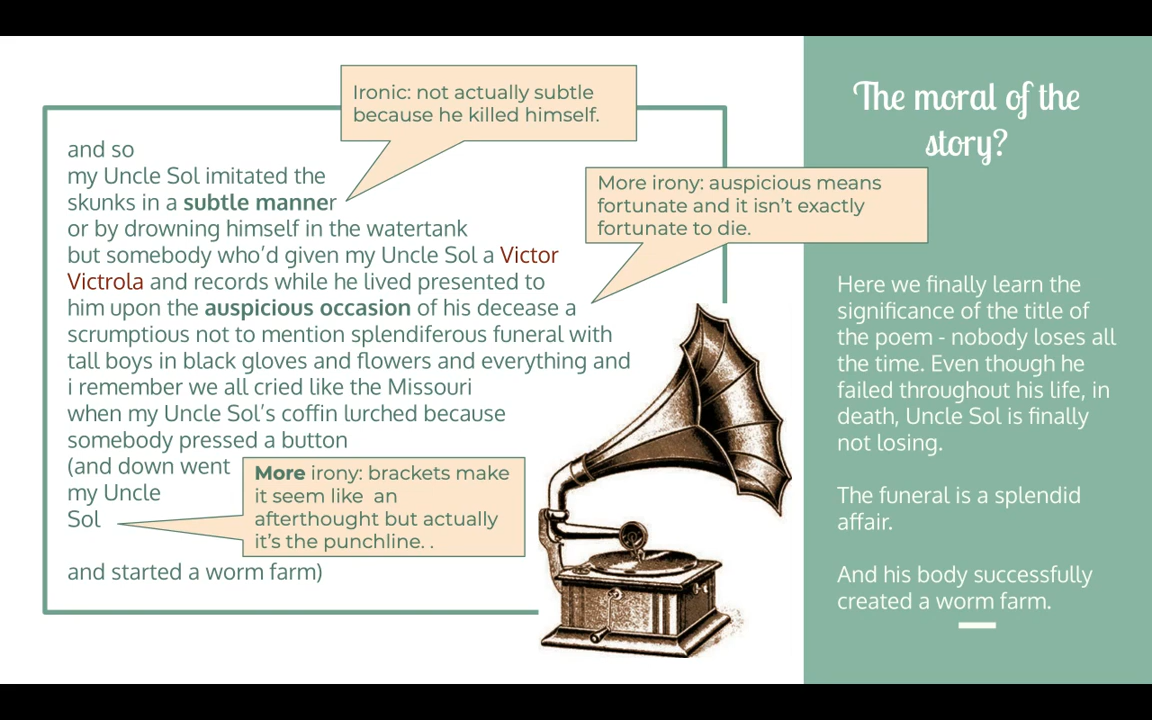 Ironic: not actually subtle
because he killed himself.
and so
my Uncle Sol imitated the
skunks in a subtle manner
or by drowning himself in the watertank
but somebody who'd given my Uncle Sol a Victor
Victrola and records while he lived presented to
him upon the auspicious occasion of his decease a
scrumptious not to mention splendiferous funeral with
tall boys in black gloves and flowers and everything and
i remember we all cried like the Missouri
when my Uncle Sol's coffin lurched because
somebody pressed a button
(and down went
my Uncle
Sol
and started a worm farm)
More irony: auspicious means
fortunate and it isn't exactly
fortunate to die.
More irony: brackets make
it seem like an
afterthought but actually
it's the punchline. .
The moral of the
story?
Here we finally learn the
significance of the title of
the poem - nobody loses all
the time. Even though he
failed throughout his life, in
death, Uncle Sol is finally
not losing.
The funeral is a splendid
affair.
And his body successfully
created a worm farm.